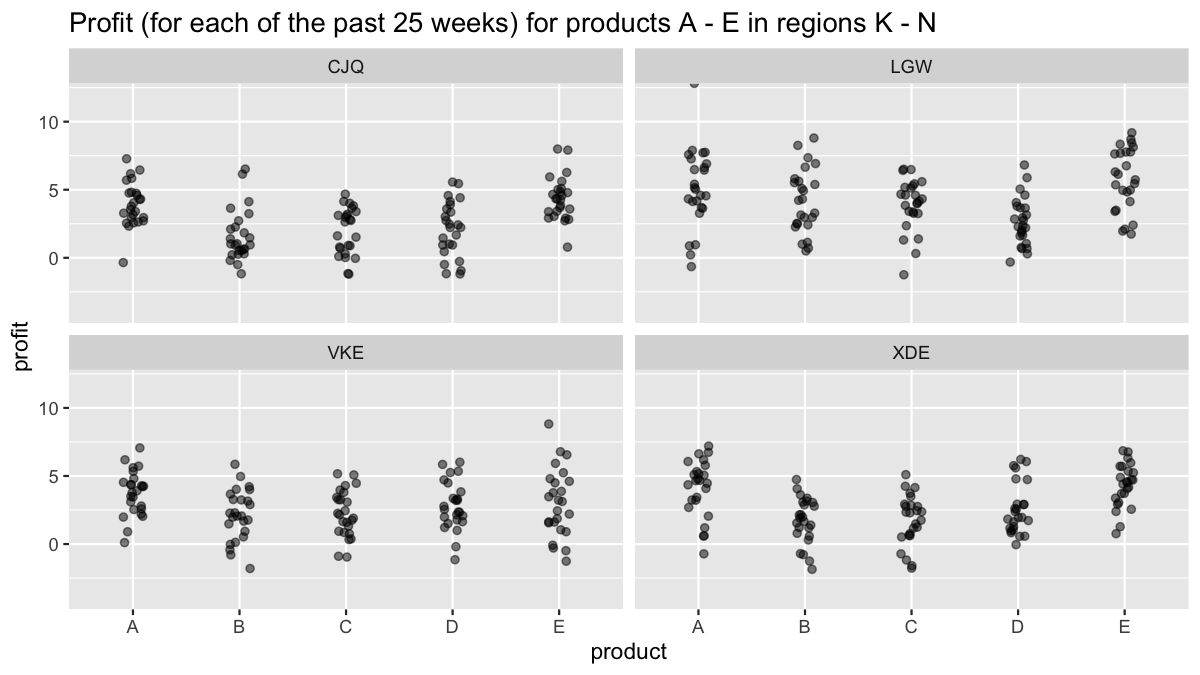 Profit (for each of the past 25 weeks) for products A - E in regions K - N
CJQ
LGW
10
5
0
VKE
XDE
10
5
0
profit
A B C D E
A B C D E
product